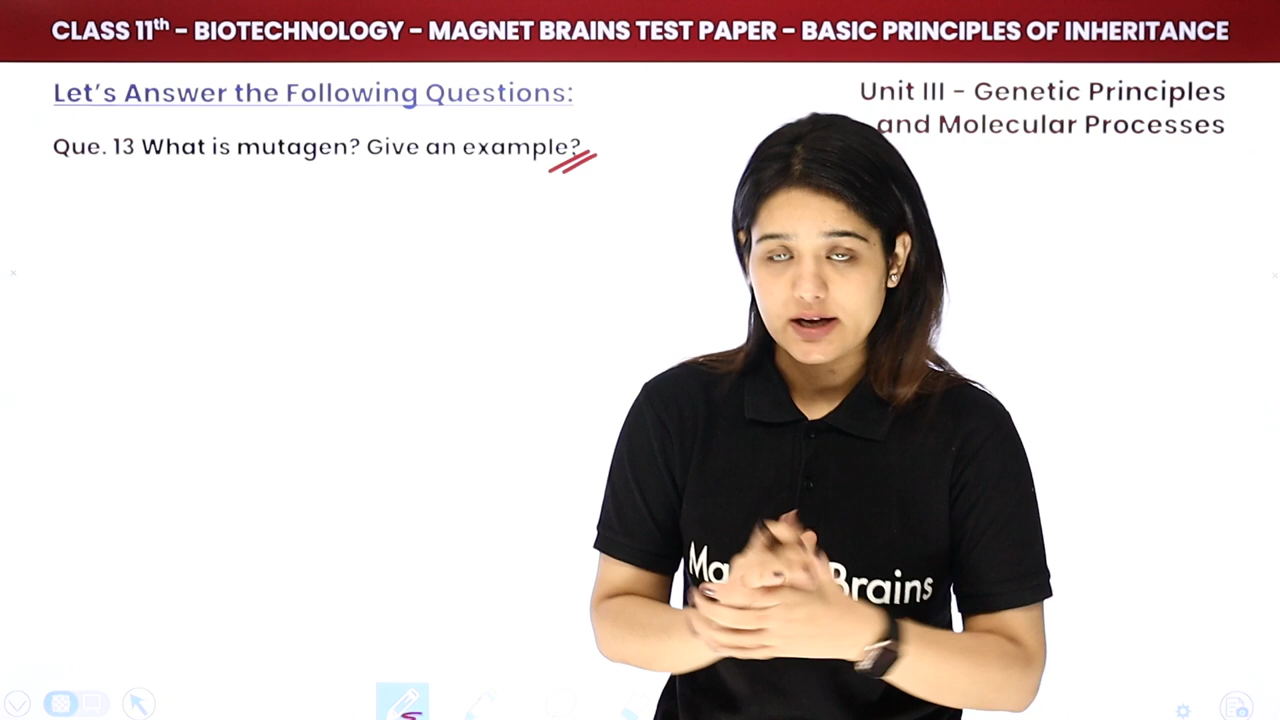 CLASS 11th – BIOTECHNOLOGY – MAGNET BRAINS TEST PAPER – BASIC PRINCIPLES OF INHERITANCE
Let's Answer the Following Questions:
Unit III – Genetic Principles
and Molecular Processes
Que. 13 What is mutagen? Give an example?
Brains